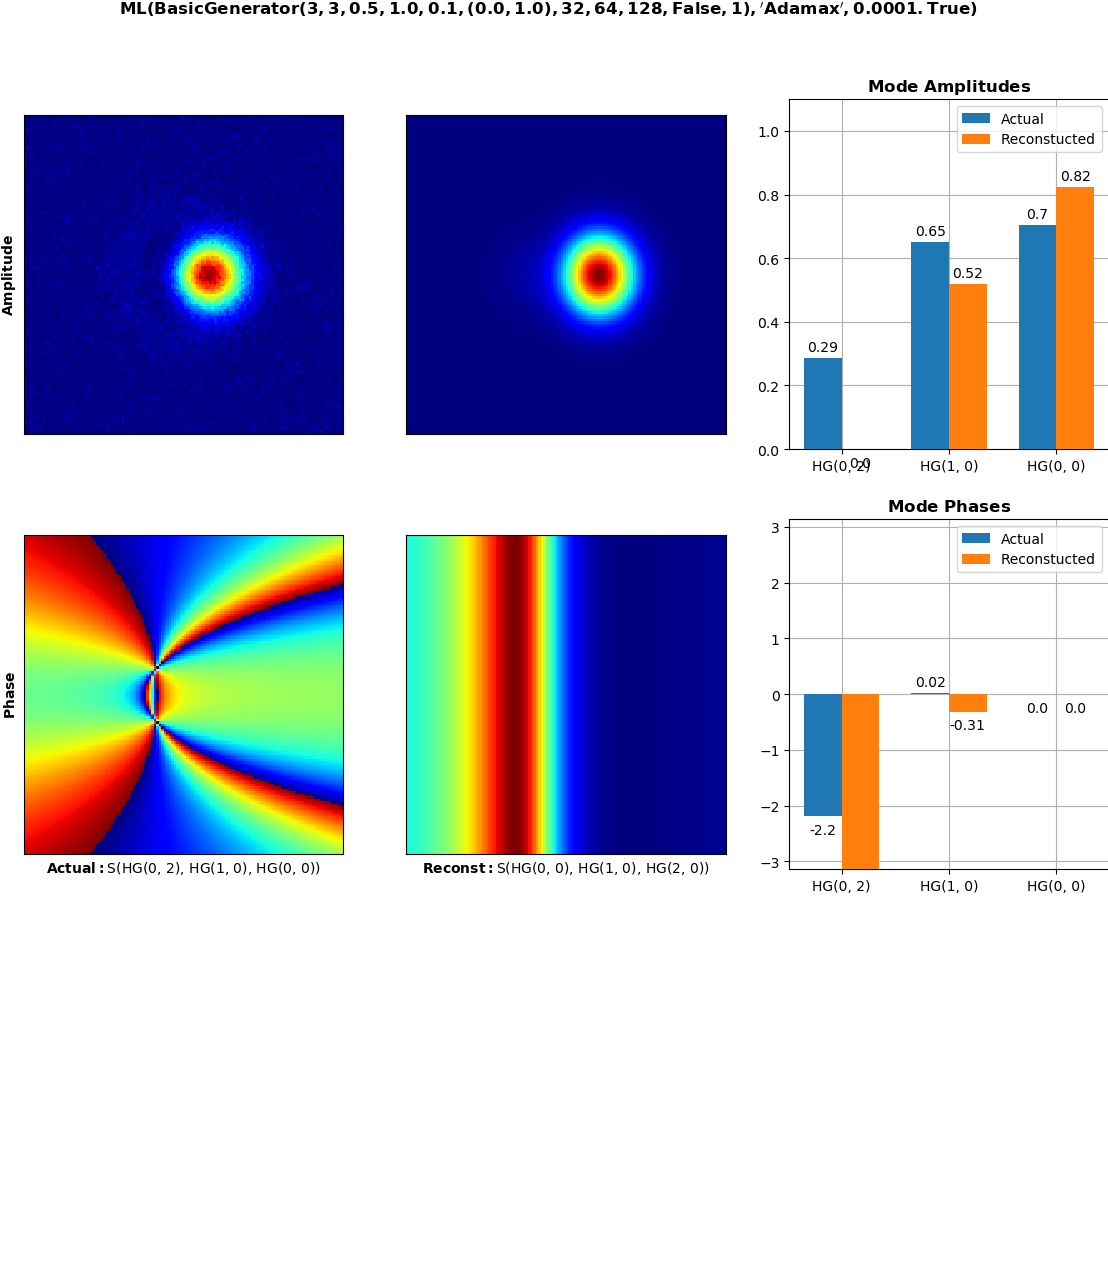 ML(BasicGenerator(3, 3, 0.5, 1.0, 0.1, (0.0, 1.0), 32, 64, 128, False, 1), 'Adamax', 0.0001. True)
Mode Amplitudes
Amplitude
Actual
Reconstucted
1.0
0.8
0.6
0.4
0.2
0.0
0.29
0.0
0.65
0.52
0.7
0.82
HG(0, 2)
HG(1, 0)
HG(0, 0)
Mode Phases
Phase
Actual
Reconstucted
3
2
1
0
−1
−2
−3
-2.2
0.02
-0.31
0.0
0.0
HG(0, 2)
HG(1, 0)
HG(0, 0)
Actual: S(HG(0, 2), HG(1, 0), HG(0, 0))
Reconst: S(HG(0, 0), HG(1, 0), HG(2, 0))